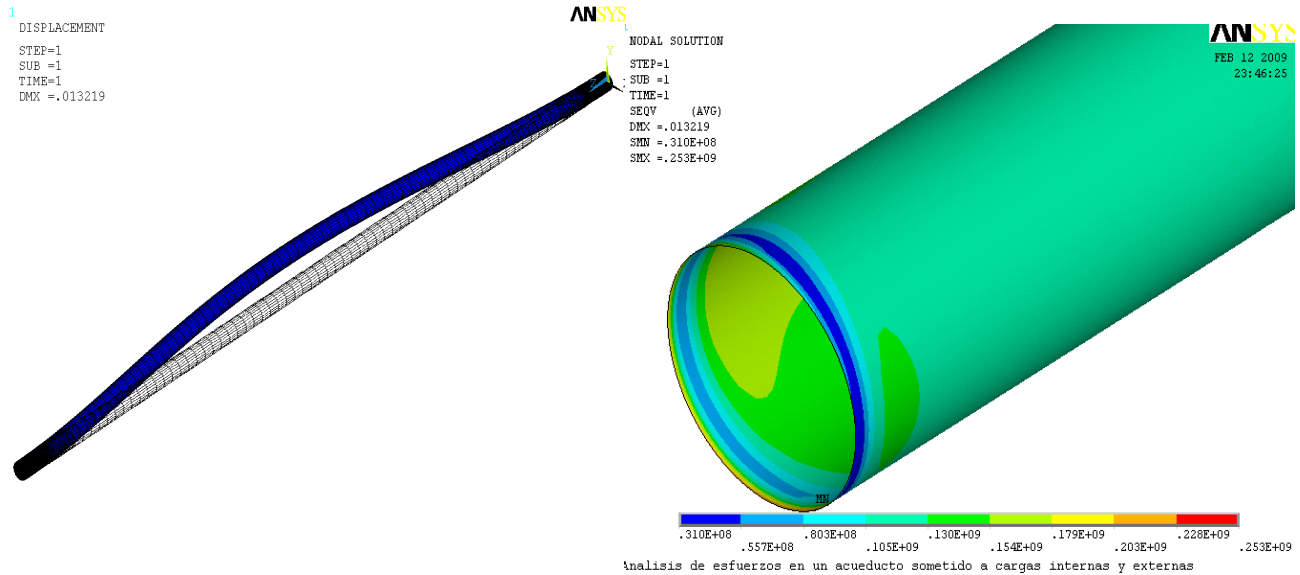 1
DISPLACEMENT
STEP=1
SUB =1
TIME=1
DMX =.013219
ANSYS
Y
Z
NODAL SOLUTION
STEP=1
SUB =1
TIME=1
SEQV (AVG)
DMX =.013219
SMN =.310E+08
SMX =.253E+09
ANSYS
FEB 12 2009
23:46:25
MN
.310E+08 .803E+08 .130E+09 .179E+09 .228E+09
.557E+08 .105E+09 .154E+09 .203E+09 .253E+09
Analisis de esfuerzos en un acueducto sometido a cargas internas y externas